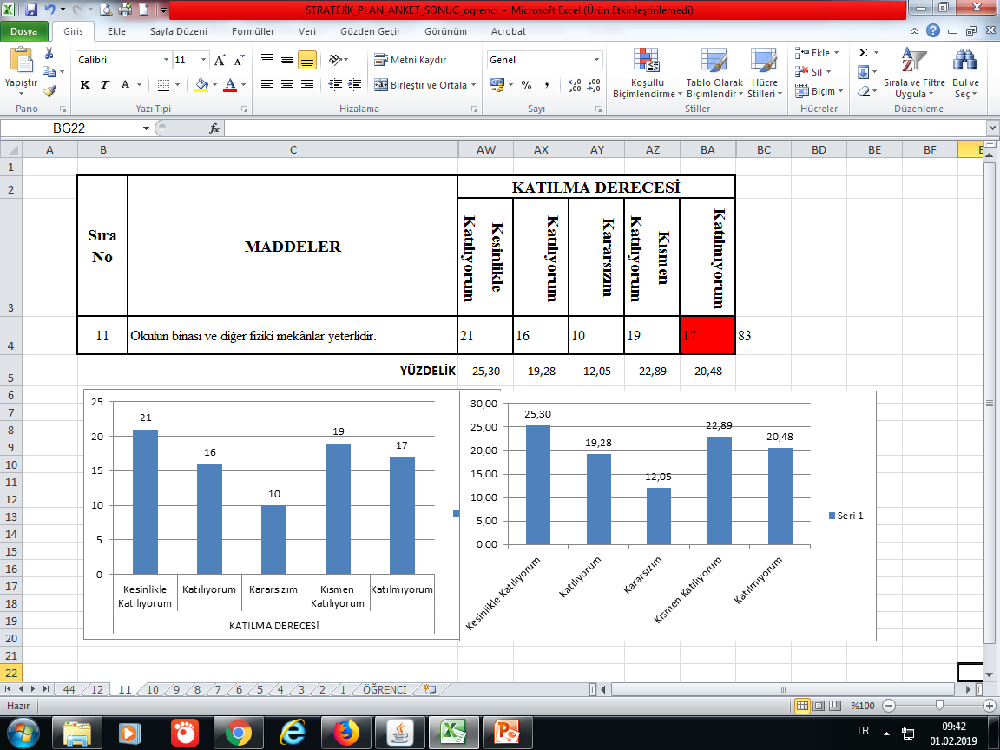 STRATEJİK_PLAN_ANKET_SONUC_ogrenci - Microsoft Excel (Ürün Etkinleştirilemedi)
Dosya Giriş Ekle Sayfa Düzeni Formüller Veri Gözden Geçir Görünüm Acrobat
Yapıştır
Calibri 11
K T A
Metni Kaydır
Birleştir ve Ortala
Genel
% ,
Koşullu Biçimlendirme
Tablo Olarak Biçimlendir
Hücre Stilleri
Ekle
Sil
Biçim
Sırala ve Filtre Uygula
Bul ve Seç
Pano Yazı Tipi Hizalama Sayı Stiller Hücreler Düzenleme
BG22 fx
A B C AW AX AY AZ BA BC BD BE BF
1
2
3
4
5
6
7
8
9
10
11
12
13
14
15
16
17
18
19
20
21
22
KATILMA DERECESİ
Sıra No
MADDELER
Kesinlikle Katılıyorum
Katılıyorum
Kararsızım
Kısmen Katılıyorum
Katılmıyorum
11 Okulun binası ve diğer fiziki mekânlar yeterlidir. 21 16 10 19 17 83
YÜZDELİK 25,30 19,28 12,05 22,89 20,48
25
20
15
10
5
0
21 16 10 19 17
Kesinlikle Katılıyorum
Katılıyorum
Kararsızım
Kısmen Katılıyorum
Katılmıyorum
KATILMA DERECESİ
30,00
25,00
20,00
15,00
10,00
5,00
0,00
25,30 19,28 12,05 22,89 20,48
Kesinlikle Katılıyorum
Katılıyorum
Kararsızım
Kısmen Katılıyorum
Katılmıyorum
Seri 1
44 12 11 10 9 8 7 6 5 4 3 2 1 ÖĞRENCİ
Hazır %100
TR 09:42
01.02.2019